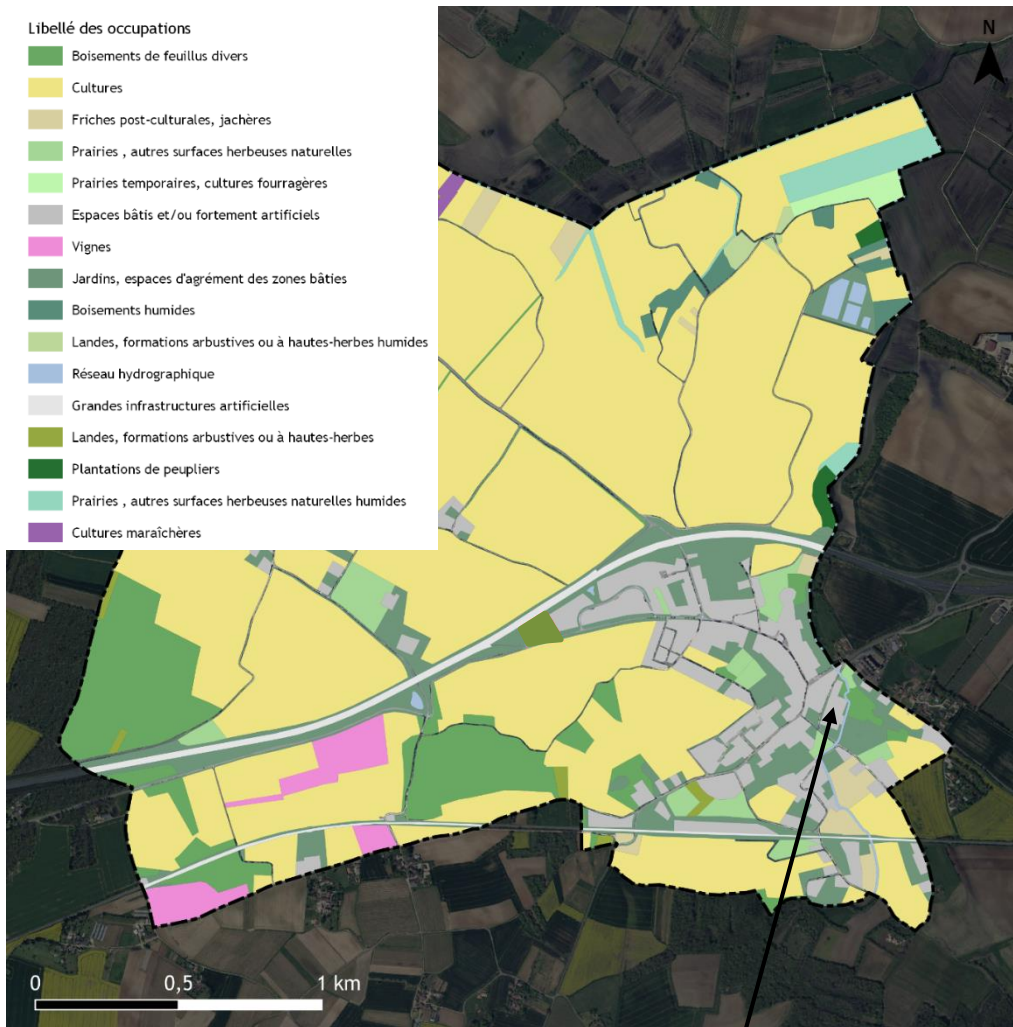 Libellé des occupations
Boisements de feuillus divers
Cultures
Friches post-culturales, jachères
Prairies , autres surfaces herbeuses naturelles
Prairies temporaires, cultures fourragères
Espaces bâtis et/ou fortement artificiels
Vignes
Jardins, espaces d'agrément des zones bâties
Boisements humides
Landes, formations arbustives ou à hautes-herbes humides
Réseau hydrographique
Grandes infrastructures artificielles
Landes, formations arbustives ou à hautes-herbes
Plantations de peupliers
Prairies , autres surfaces herbeuses naturelles humides
Cultures maraîchères
N
0 0,5 1 km